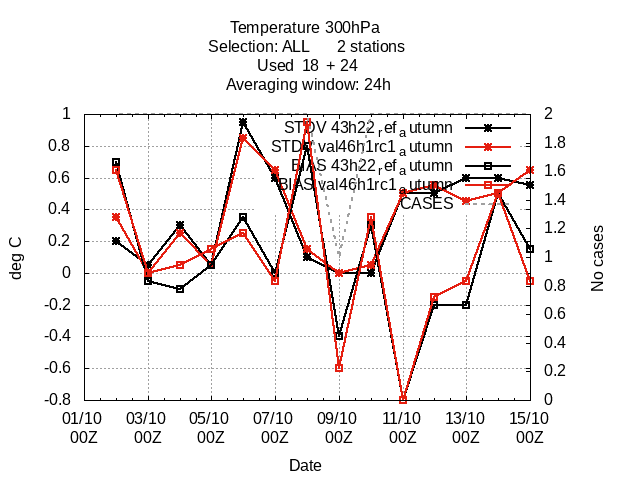 Temperature 300hPa
Selection: ALL 2 stations
Used 18 + 24
Averaging window: 24h
STDV 43h22_ref_autumn
STDV val46h1rc1_autumn
BIAS 43h22_ref_autumn
BIAS val46h1rc1_autumn
CASES
deg C
1
0.8
0.6
0.4
0.2
0
-0.2
-0.4
-0.6
-0.8
No cases
2
1.8
1.6
1.4
1.2
1
0.8
0.6
0.4
0.2
0
01/10 03/10 05/10 07/10 09/10 11/10 13/10 15/10
00Z 00Z 00Z 00Z 00Z 00Z 00Z 00Z
Date